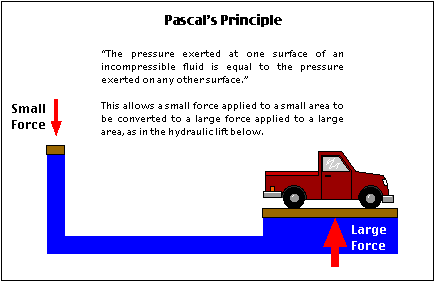 Pascal's Principle
"The pressure exerted at one surface of an
incompressible fluid is equal to the pressure
exerted on any other surface."
This allows a small force applied to a small area to
be converted to a large force applied to a large
area, as in the hydraulic lift below.
Small
Force
Large
Force